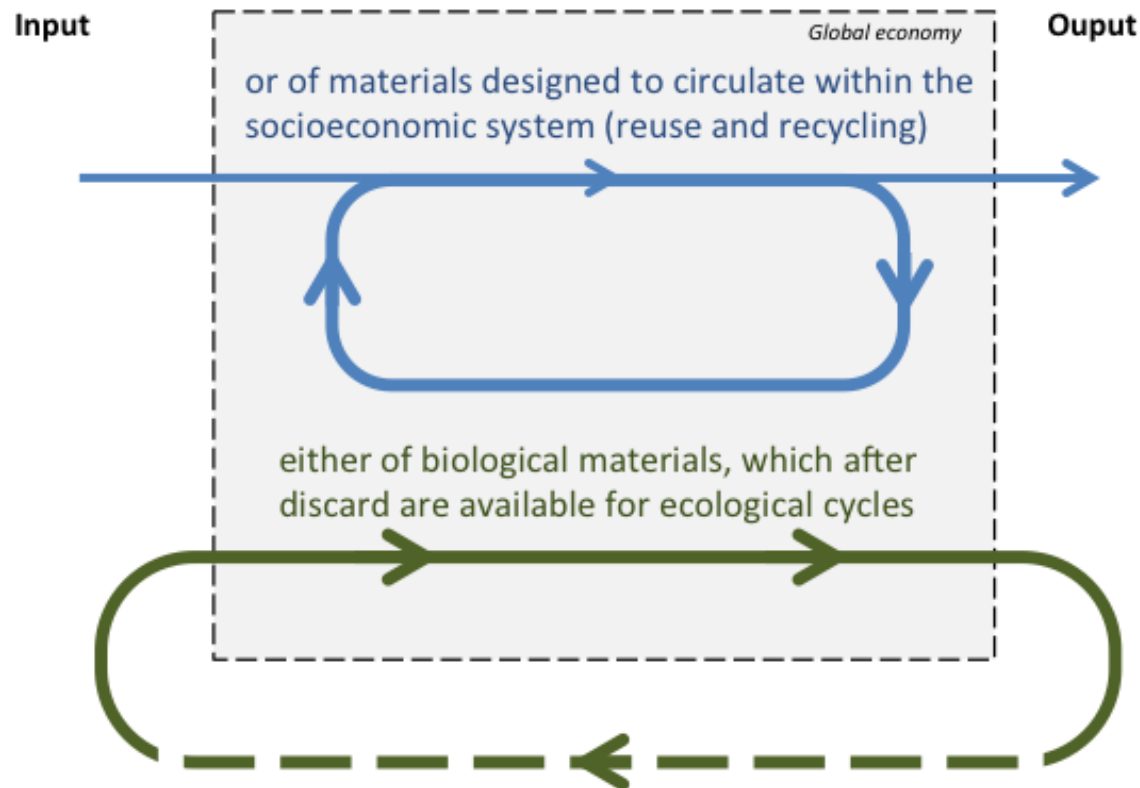 Input
Global economy
Ouput
or of materials designed to circulate within the
socioeconomic system (reuse and recycling)
either of biological materials, which after
discard are available for ecological cycles